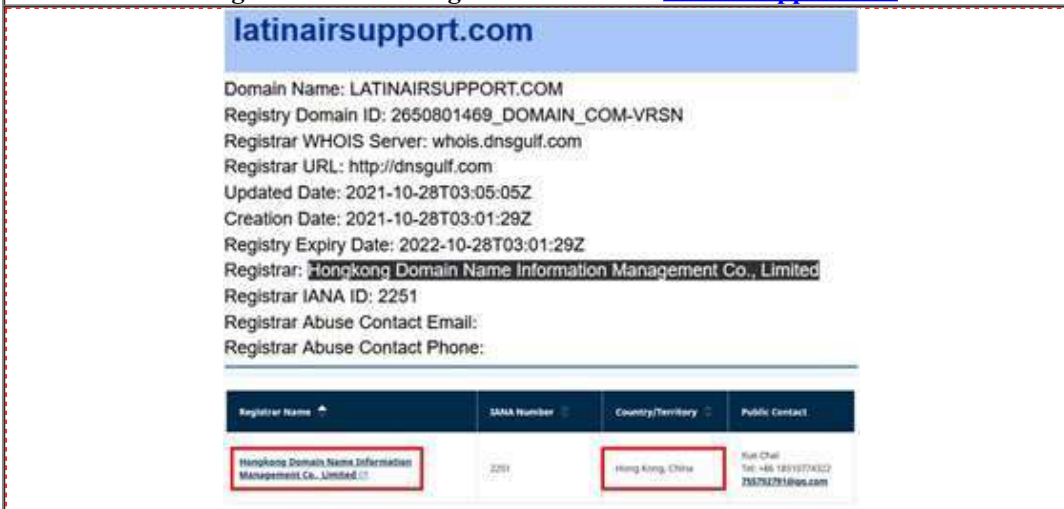 latinairsupport.com
Domain Name: LATINAIRSUPPORT.COM
Registry Domain ID: 2650801469_DOMAIN_COM-VRSN
Registrar WHOIS Server: whois.dnsgulf.com
Registrar URL: http://dnsgulf.com
Updated Date: 2021-10-28T03:05:05Z
Creation Date: 2021-10-28T03:01:29Z
Registry Expiry Date: 2022-10-28T03:01:29Z
Registrar: Hongkong Domain Name Information Management Co., Limited
Registrar IANA ID: 2251
Registrar Abuse Contact Email:
Registrar Abuse Contact Phone:
Registrar Name IANA Number Country/Territory Public Contact
Hongkong Domain Name Information
Management Co., Limited
2251
Hong Kong, China
Tel: +86 18510774322